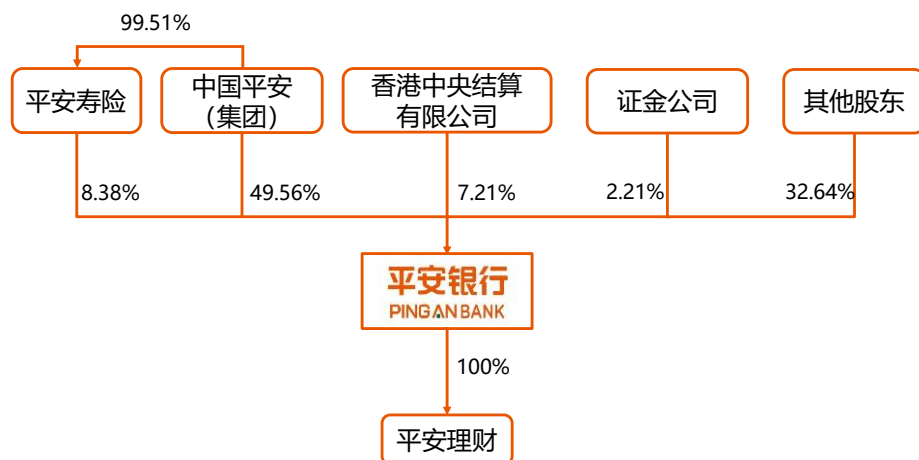 99.51%
平安寿险
中国平安
（集团）
香港中央结算
有限公司
证金公司
其他股东
8.38%
49.56%
7.21%
2.21%
32.64%
平安银行
PINGAN BANK
100%
平安理财